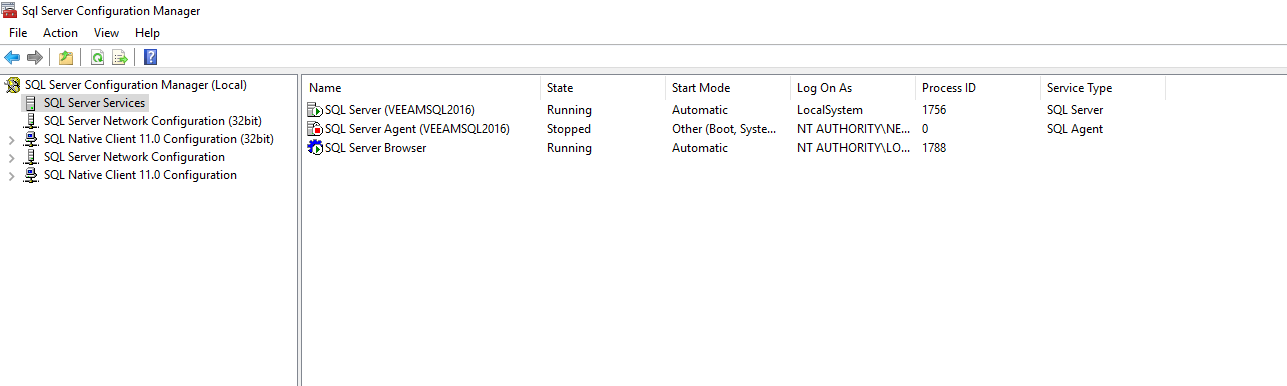 Sql Server Configuration Manager
File Action View Help
SQL Server Configuration Manager (Local)
SQL Server Services
SQL Server Network Configuration (32bit)
SQL Native Client 11.0 Configuration (32bit)
SQL Server Network Configuration
SQL Native Client 11.0 Configuration
Name State Start Mode Log On As Process ID Service Type
SQL Server (VEEAMSQL2016) Running Automatic LocalSystem 1756 SQL Server
SQL Server Agent (VEEAMSQL2016) Stopped Other (Boot, Syste... NT AUTHORITY\NE... 0 SQL Agent
SQL Server Browser Running Automatic NT AUTHORITY\LO... 1788